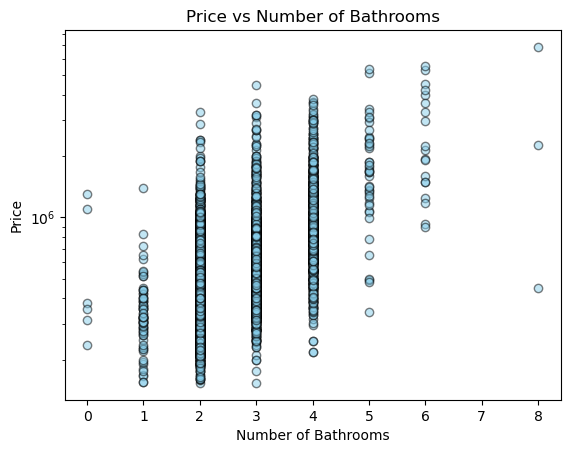 Price vs Number of Bathrooms
Price
10⁶
0 1 2 3 4 5 6 7 8
Number of Bathrooms